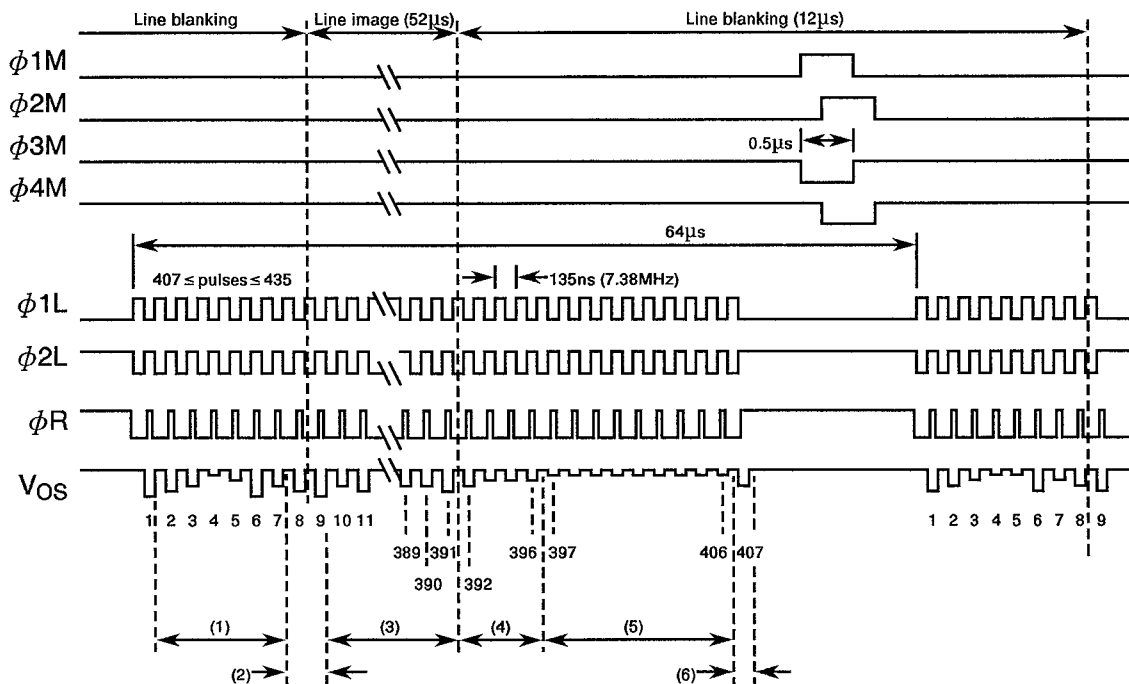 Line blanking
Line image (52µs)
Line blanking (12µs)
ϕ1M
ϕ2M
ϕ3M
0.5µs
ϕ4M
64µs
407 ≤ pulses ≤ 435
135ns (7.38MHz)
ϕ1L
ϕ2L
ϕR
VOS
1 2 3 4 5 6 7 8 9 10 11
1 2 3 4 5 6 7 8 9
389 391 396 397 406 407
390 392
(1) (3) (4) (5)
(2) (6)